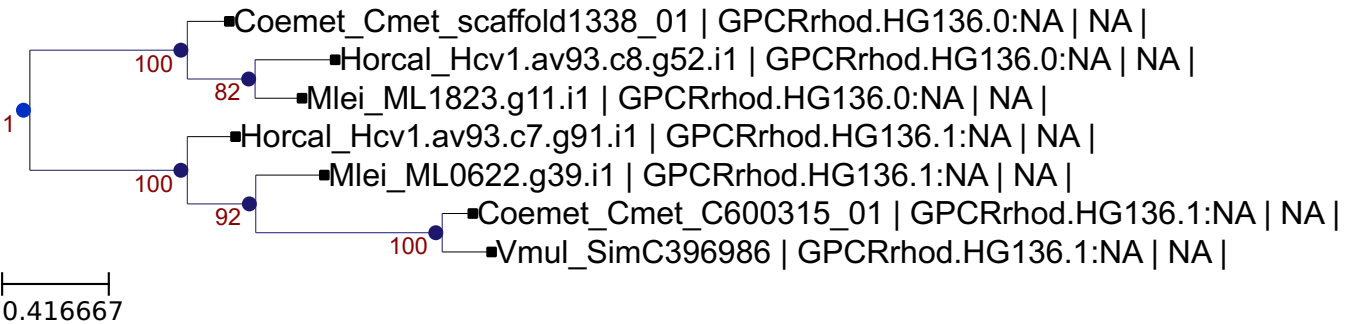 Coemet_Cmet_scaffold1338_01 | GPCRrhod.HG136.0:NA | NA |
100
Horcal_Hcv1.av93.c8.g52.i1 | GPCRrhod.HG136.0:NA | NA |
82
Mlei_ML1823.g11.i1 | GPCRrhod.HG136.0:NA | NA |
1
Horcal_Hcv1.av93.c7.g91.i1 | GPCRrhod.HG136.1:NA | NA |
100
Mlei_ML0622.g39.i1 | GPCRrhod.HG136.1:NA | NA |
92
Coemet_Cmet_C600315_01 | GPCRrhod.HG136.1:NA | NA |
100
Vmul_SimC396986 | GPCRrhod.HG136.1:NA | NA |
0.416667